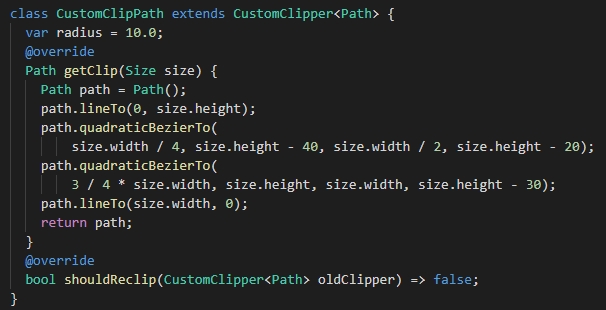 class CustomClipPath extends CustomClipper<Path> {
  var radius = 10.0;
  @override
  Path getClip(Size size) {
    Path path = Path();
    path.lineTo(0, size.height);
    path.quadraticBezierTo(
        size.width / 4, size.height - 40, size.width / 2, size.height - 20);
    path.quadraticBezierTo(
        3 / 4 * size.width, size.height, size.width, size.height - 30);
    path.lineTo(size.width, 0);
    return path;
  }
  @override
  bool shouldReclip(CustomClipper<Path> oldClipper) => false;
}